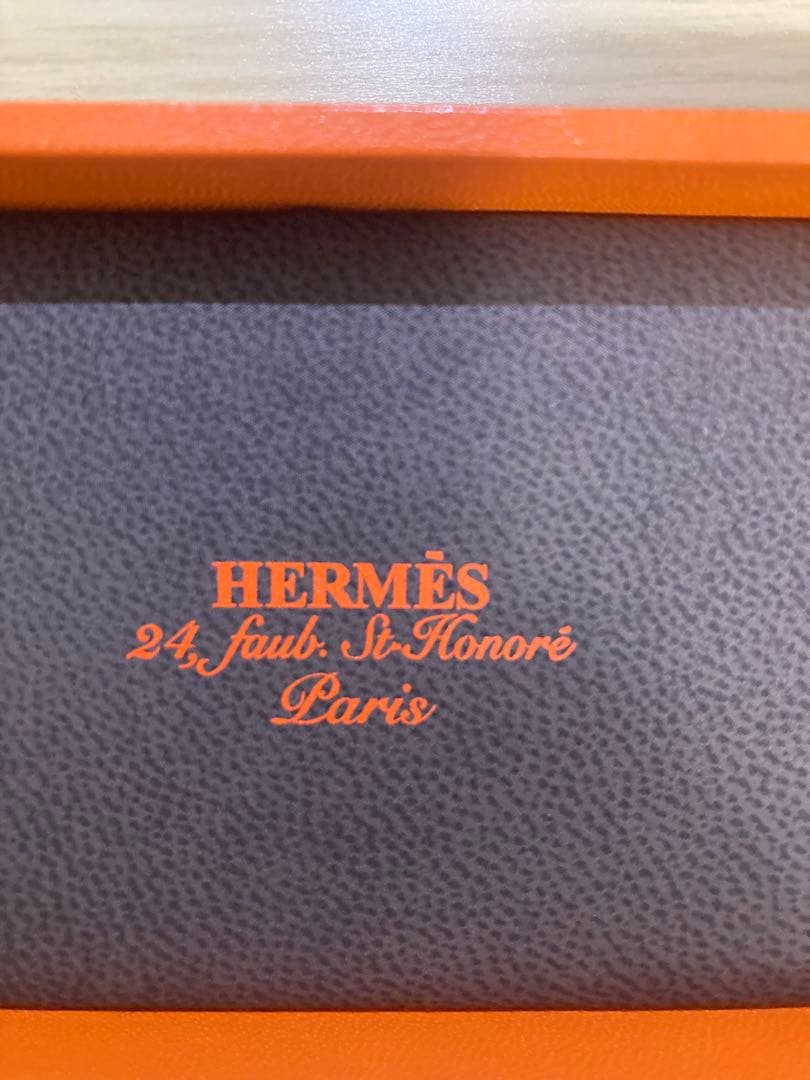 HERMÈS
24, faub. St-Honoré
Paris